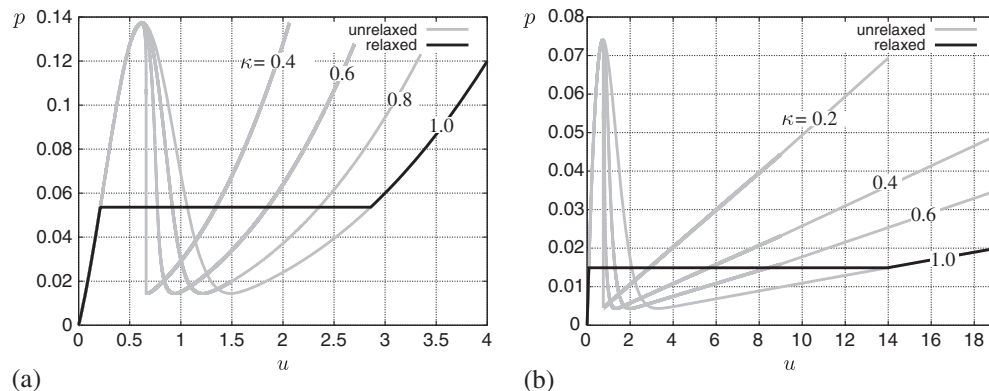 p
0.14
0.12
0.1
0.08
0.06
0.04
0.02
0
0 0.5 1 1.5 2 2.5 3 3.5 4
u
unrelaxed
relaxed
κ= 0.4
0.6
0.8
1.0
(a)
p
0.08
0.07
0.06
0.05
0.04
0.03
0.02
0.01
0
0 2 4 6 8 10 12 14 16 18
u
unrelaxed
relaxed
κ = 0.2
0.4
0.6
1.0
(b)